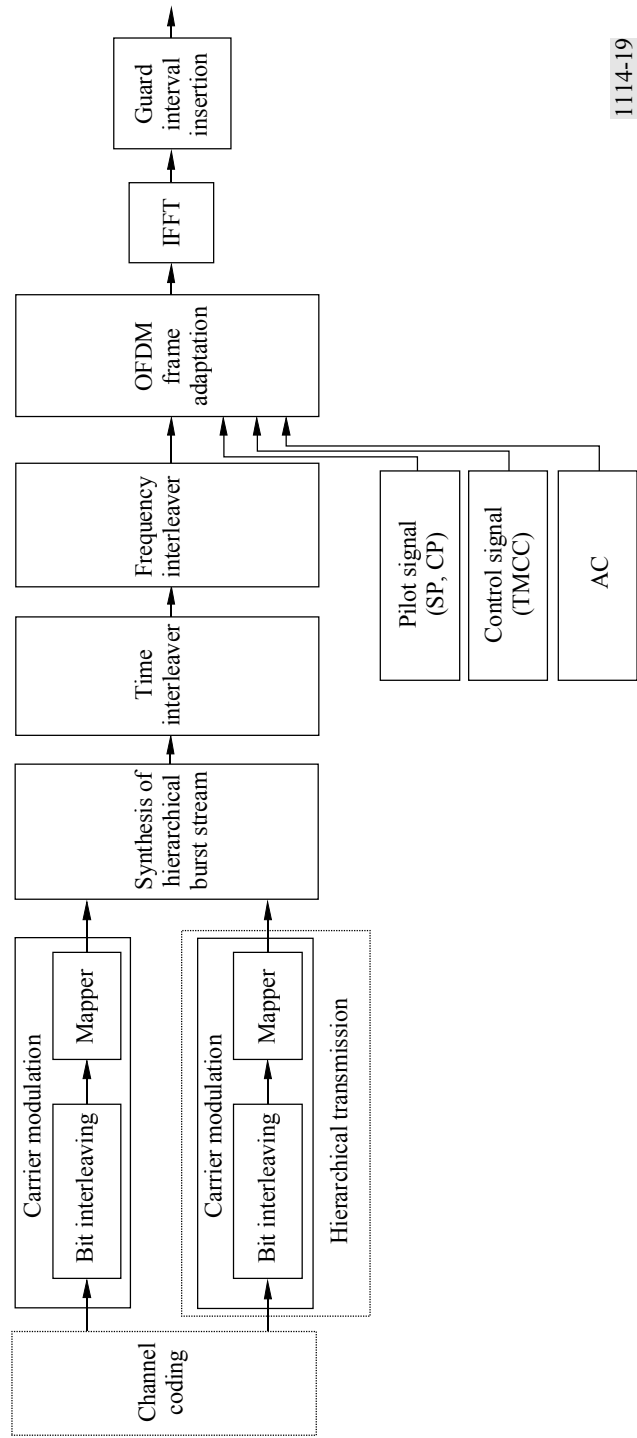 Channel
coding
Carrier modulation
Bit interleaving
Mapper
Carrier modulation
Bit interleaving
Mapper
Hierarchical transmission
Synthesis of
hierarchical
burst stream
Time
interleaver
Frequency
interleaver
OFDM
frame
adaptation
IFFT
Guard
interval
insertion
Pilot signal
(SP, CP)
Control signal
(TMCC)
AC
1114-19